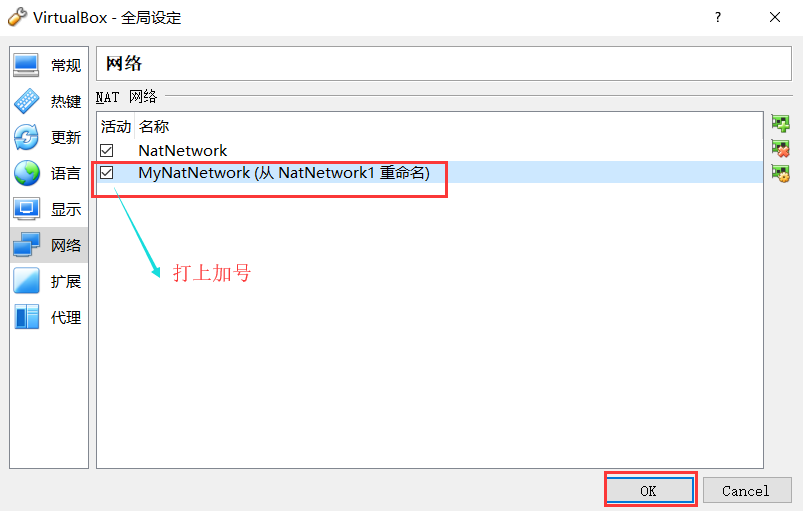 VirtualBox - 全局设定
?
常规
热键
更新
语言
显示
网络
扩展
代理
网络
NAT 网络
活动 名称
NatNetwork
MyNatNetwork (从 NatNetwork1 重命名)
打上加号
OK
Cancel